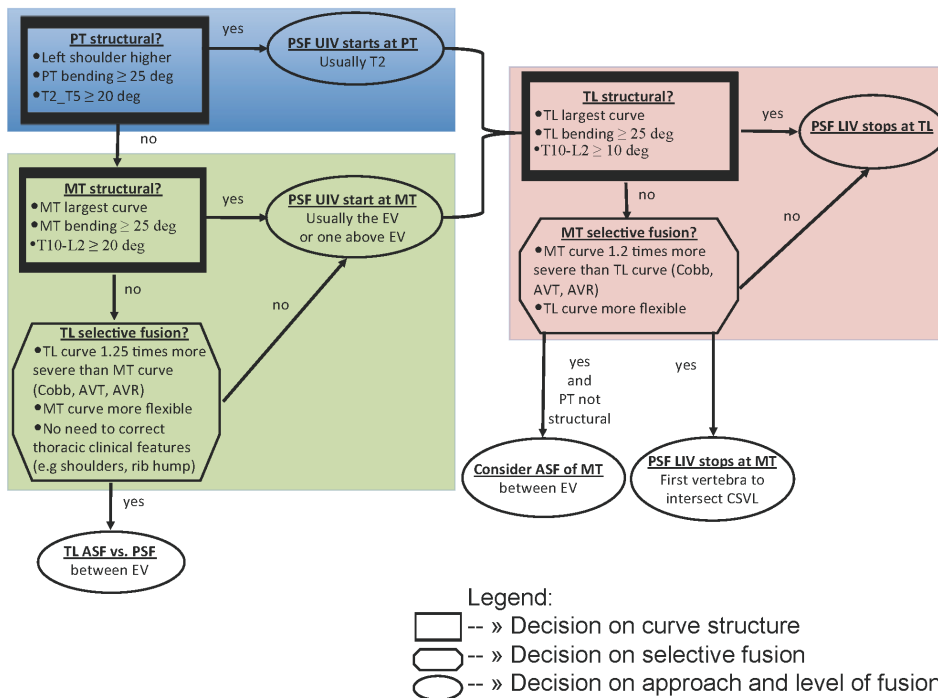 PT structural?
●Left shoulder higher
●PT bending ≥ 25 deg
●T2_T5 ≥ 20 deg
yes
PSF UIV starts at PT
Usually T2
no
MT structural?
●MT largest curve
●MT bending ≥ 25 deg
●T10-L2 ≥ 20 deg
yes
PSF UIV start at MT
Usually the EV
or one above EV
no
no
TL selective fusion?
●TL curve 1.25 times more
severe than MT curve
(Cobb, AVT, AVR)
●MT curve more flexible
●No need to correct
thoracic clinical features
(e.g shoulders, rib hump)
yes
TL ASF vs. PSF
between EV
TL structural?
●TL largest curve
●TL bending ≥ 25 deg
●T10-L2 ≥ 10 deg
yes
PSF LIV stops at TL
no
no
MT selective fusion?
●MT curve 1.2 times more
severe than TL curve (Cobb,
AVT, AVR)
●TL curve more flexible
yes
and
PT not
structural
yes
Consider ASF of MT
between EV
PSF LIV stops at MT
First vertebra to
intersect CSVL
Legend:
-- » Decision on curve structure
-- » Decision on selective fusion
-- » Decision on approach and level of fusion